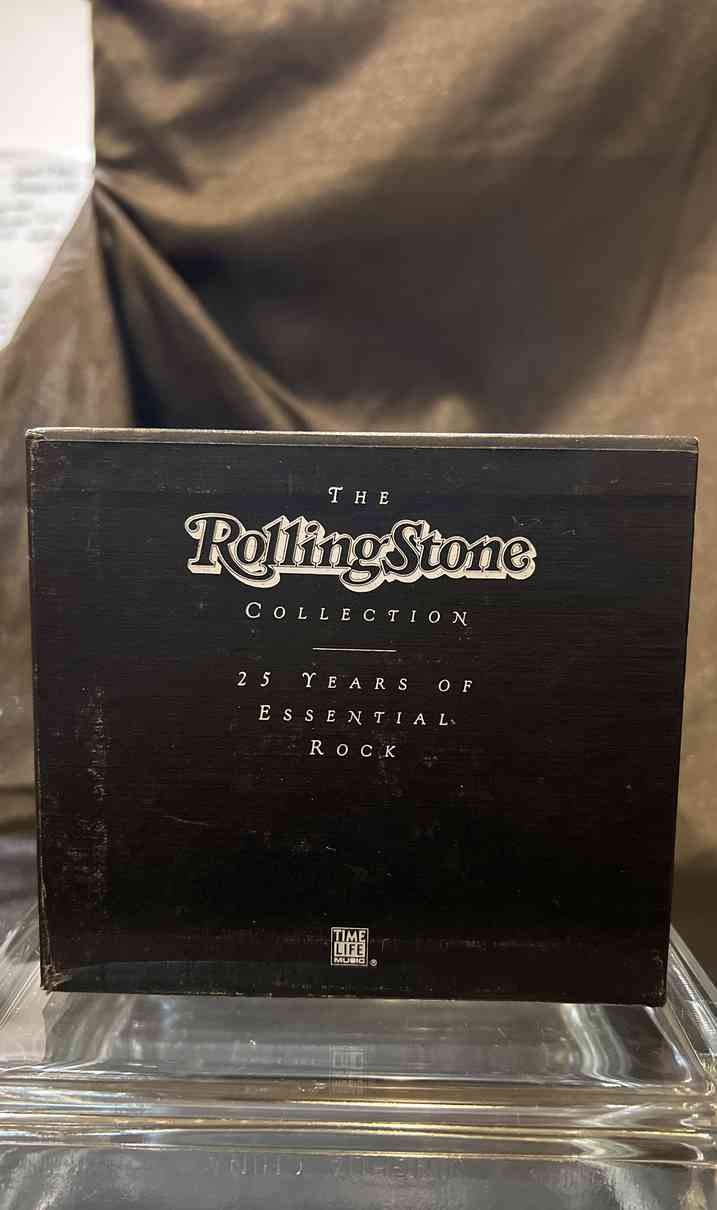 THE
RollingStone
COLLECTION
25 YEARS OF
ESSENTIAL
ROCK
TIME
LIFE
MUSIC
®